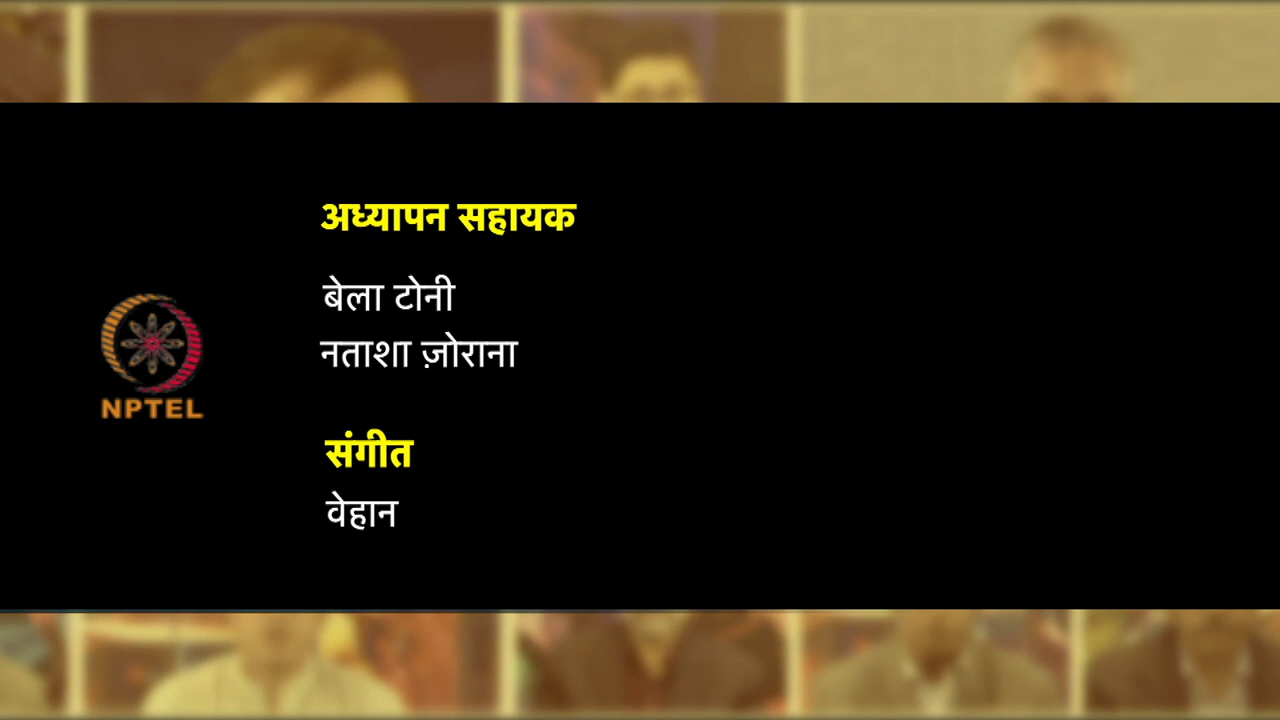 अध्यापन सहायक
बेला टोनी
नताशा ज़ोराना
NPTEL
संगीत
वेहान